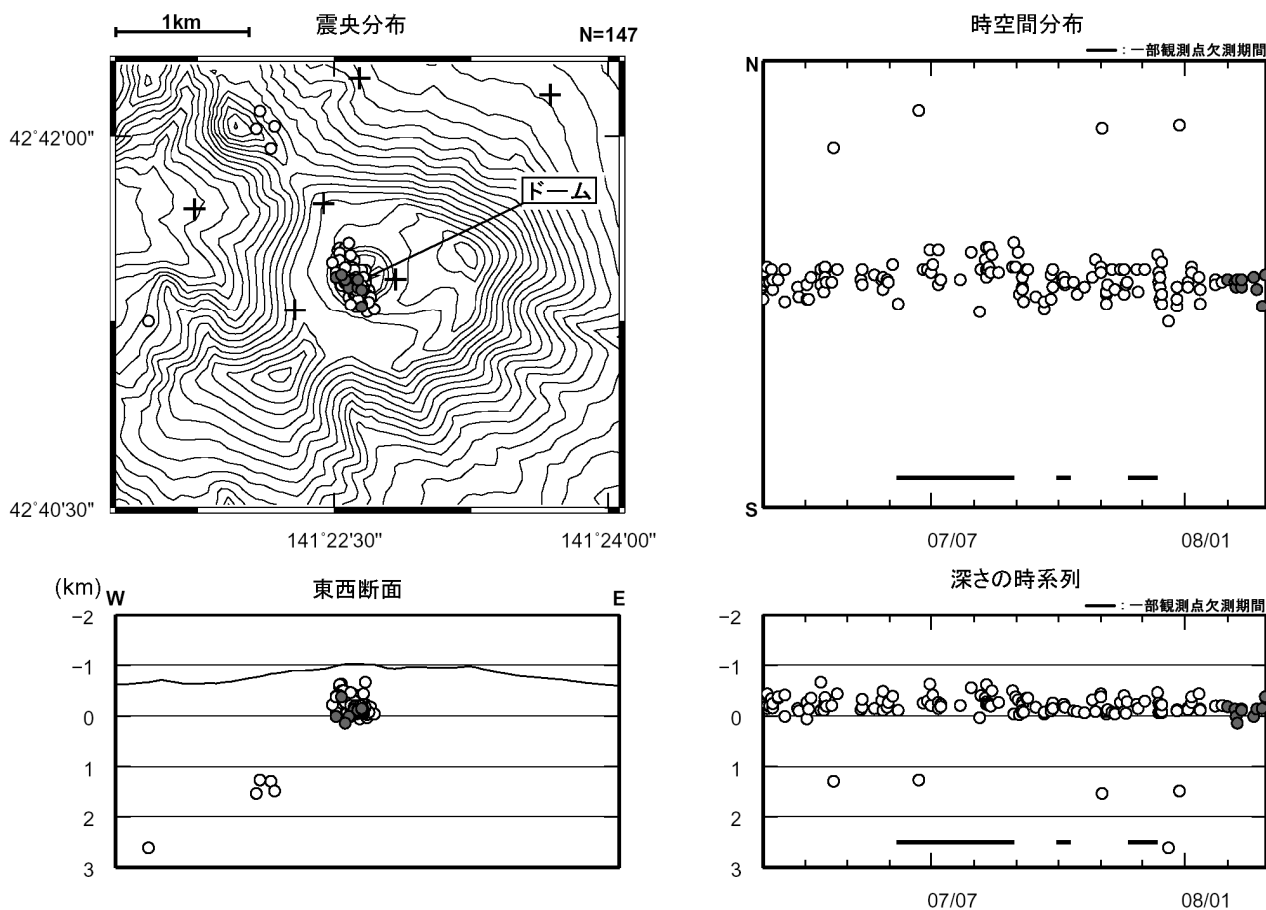 1km
震央分布
N=147
42°42'00"
ドーム
42°40'30"
141°22'30"
141°24'00"
時空間分布
：一部観測点欠測期間
N
S
07/07
08/01
(km)
W
東西断面
E
−2
−1
0
1
2
3
深さの時系列
：一部観測点欠測期間
−2
−1
0
1
2
3
07/07
08/01